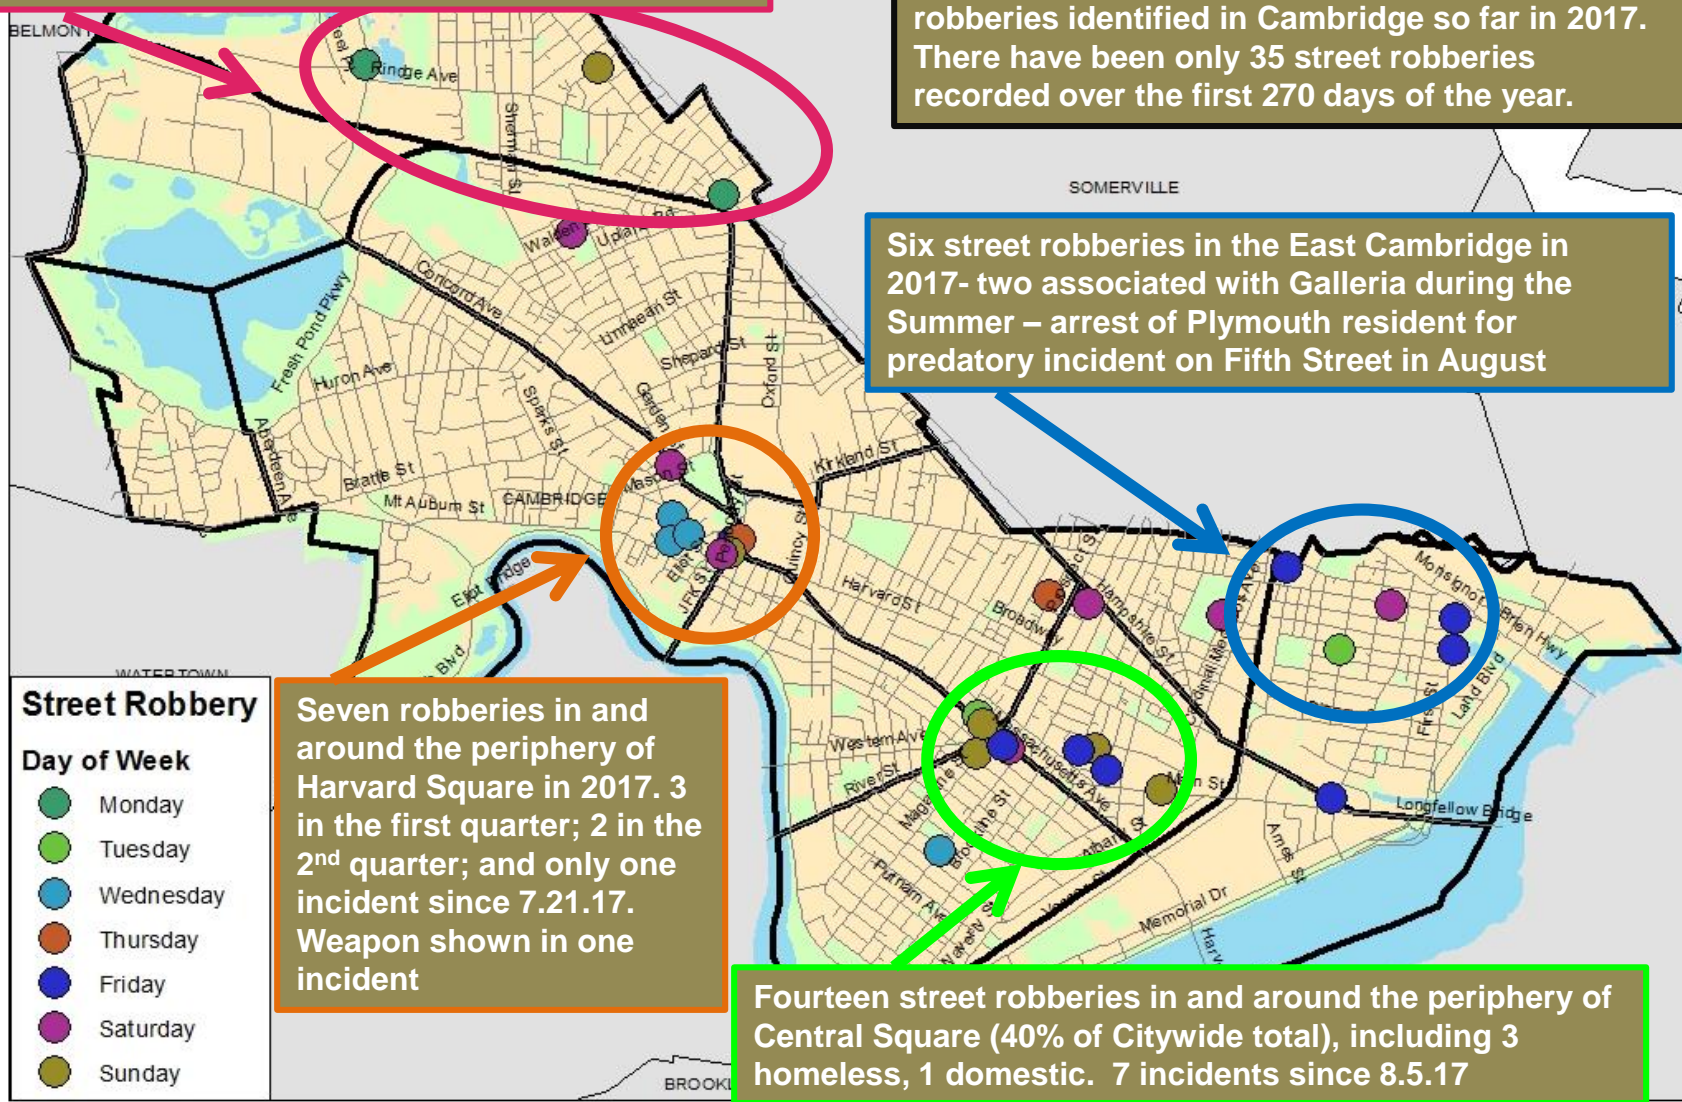 robberies identified in Cambridge so far in 2017.
There have been only 35 street robberies
recorded over the first 270 days of the year.
Rindge Ave
Sherman St
SOMERVILLE
Six street robberies in the East Cambridge in
2017- two associated with Galleria during the
Summer – arrest of Plymouth resident for
predatory incident on Fifth Street in August
Concord Ave
Fresh Pond Pkwy
Linnaean St
Shepard St
Oxford St
Huron Ave
Sparks St
Garden St
Brattle St
Mason St
Kirkland St
Mt Auburn St
CAMBRIDGE
Quincy St
JFK St
Eliot Bridge
Harvard St
Broadway
Hampshire St
Monsignor O'Brien Hwy
WATERTOWN
Blvd
First St
Land Blvd
Street Robbery
Day of Week
Monday
Tuesday
Wednesday
Thursday
Friday
Saturday
Sunday
Seven robberies in and
around the periphery of
Harvard Square in 2017. 3
in the first quarter; 2 in the
2nd quarter; and only one
incident since 7.21.17.
Weapon shown in one
incident
Western Ave
River St
Massachusetts Ave
Main St
Longfellow Bridge
Brookline St
Albany St
Ames St
Putnam Ave
Memorial Dr
Fourteen street robberies in and around the periphery of
Central Square (40% of Citywide total), including 3
homeless, 1 domestic.  7 incidents since 8.5.17